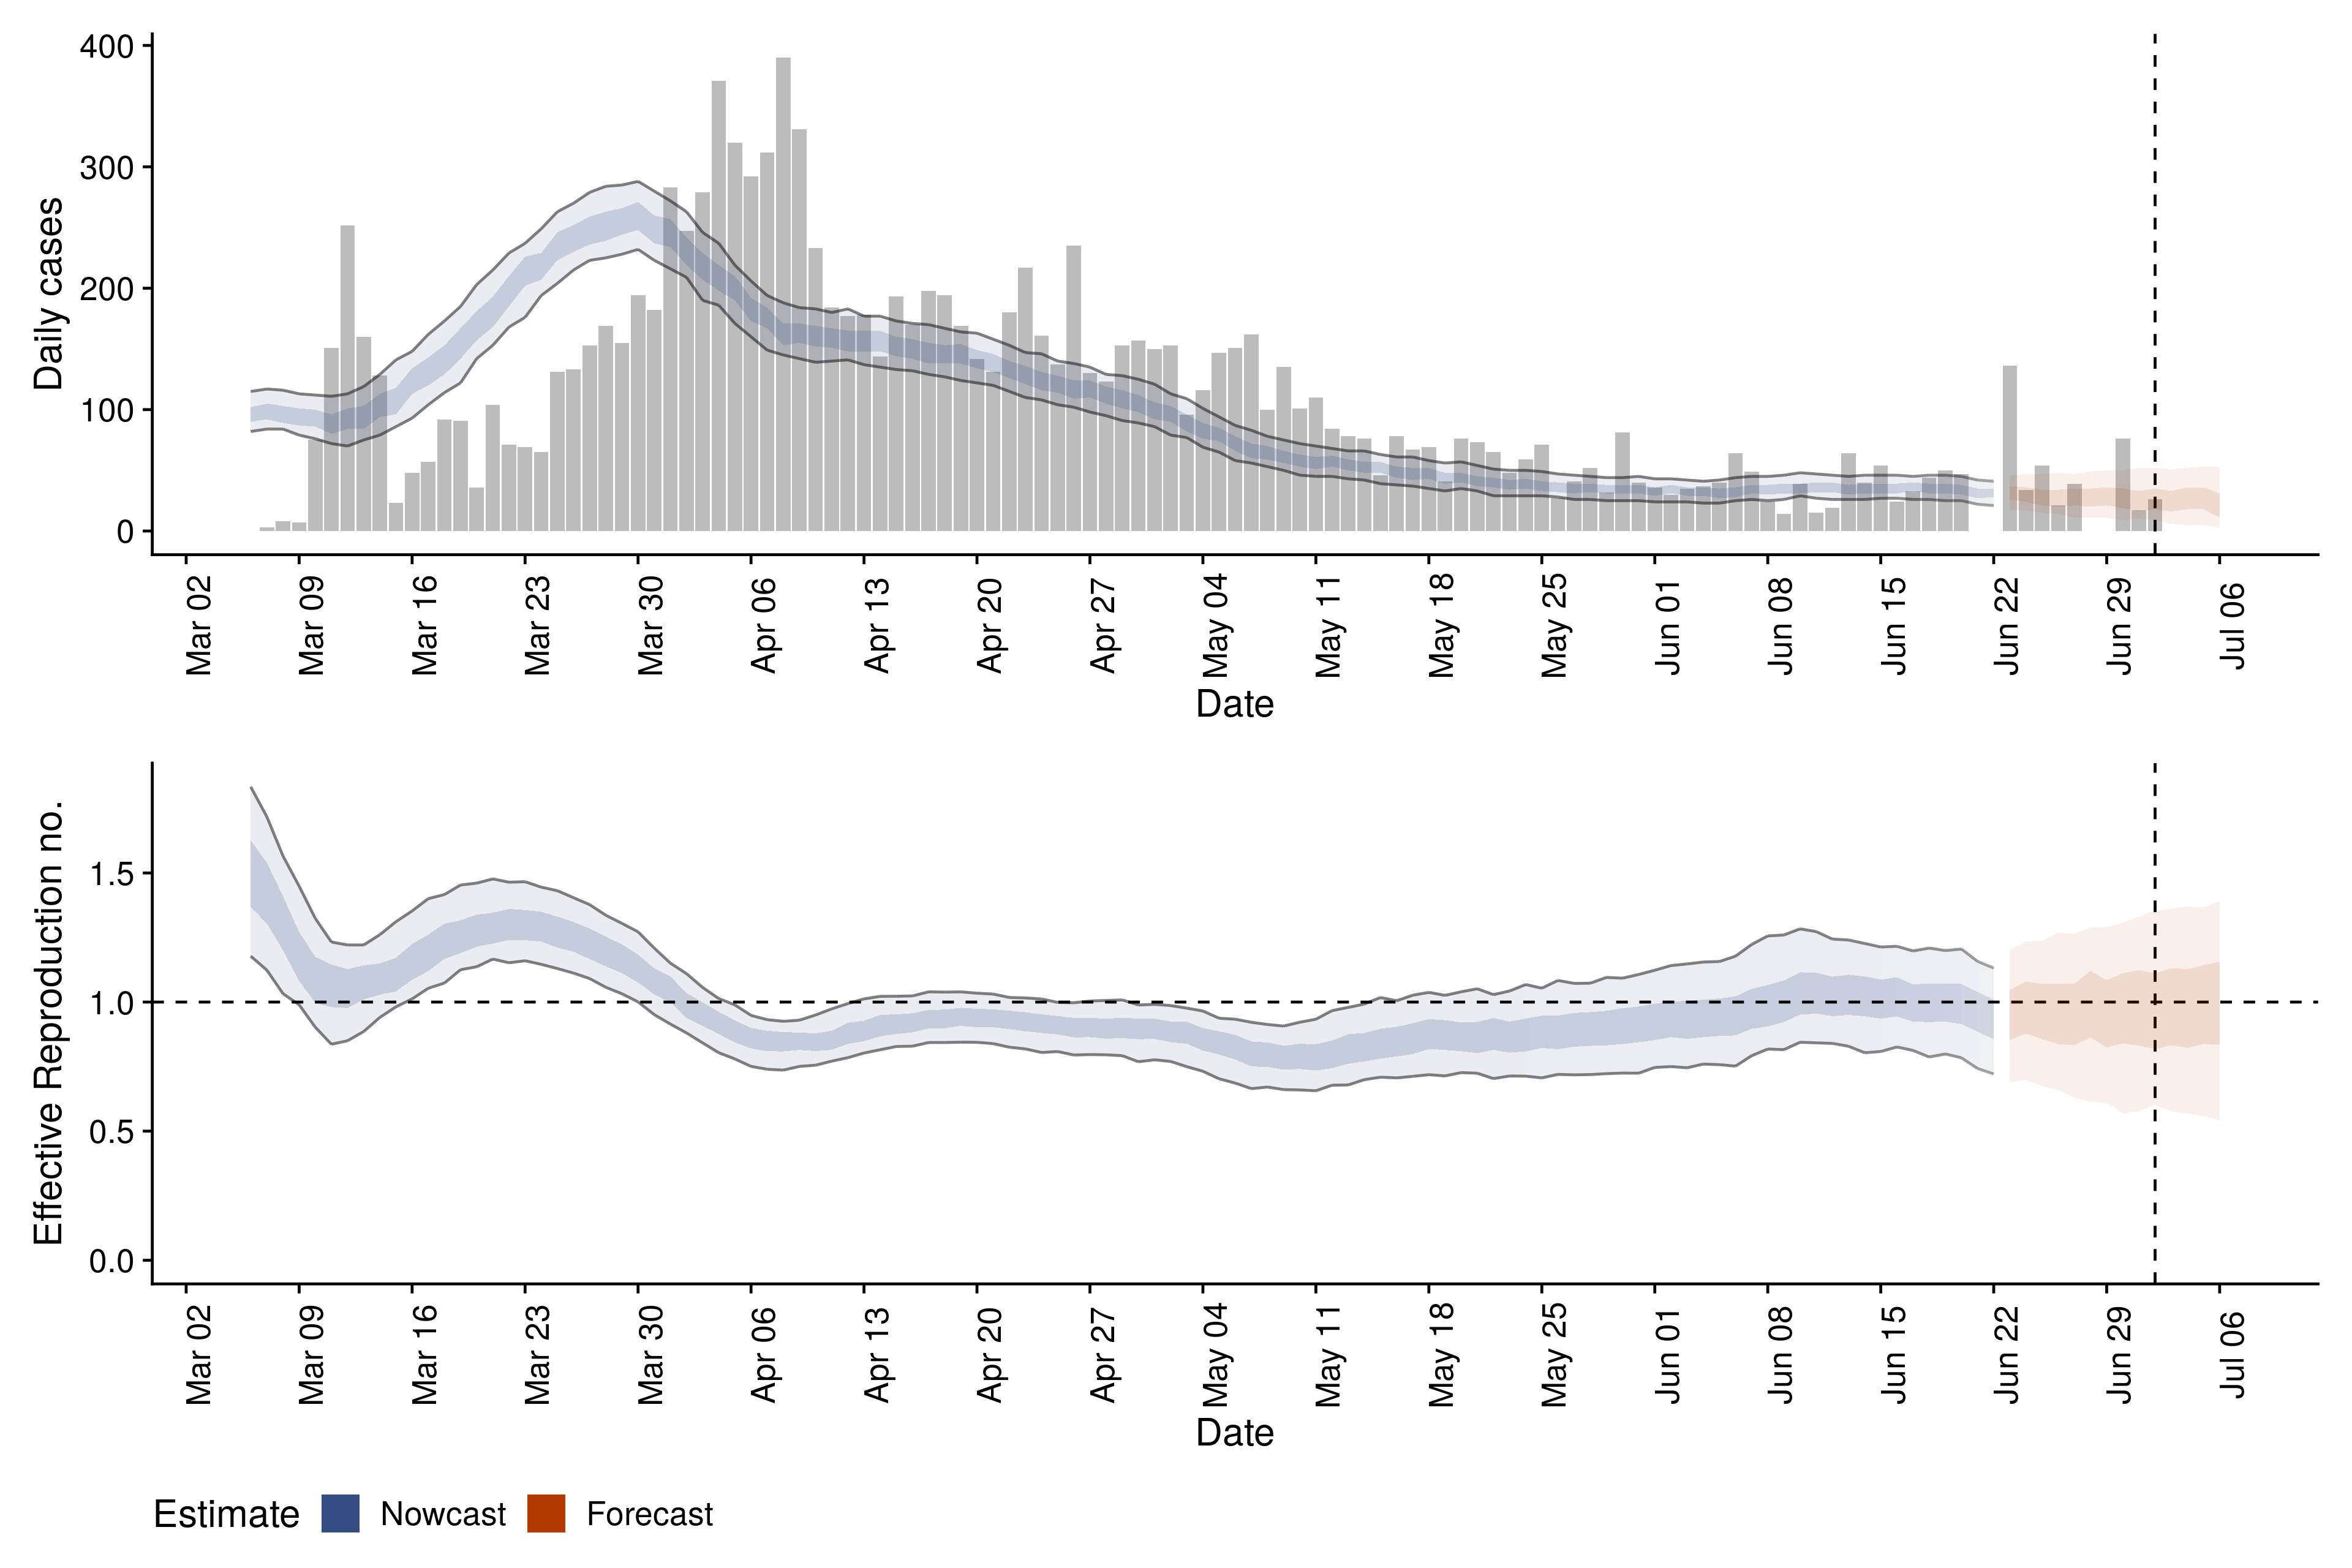 400
300
200
100
0
Daily cases
Mar 02 Mar 09 Mar 16 Mar 23 Mar 30 Apr 06 Apr 13 Apr 20 Apr 27 May 04 May 11 May 18 May 25 Jun 01 Jun 08 Jun 15 Jun 22 Jun 29 Jul 06
Date
1.5
1.0
0.5
0.0
Effective Reproduction no.
Mar 02 Mar 09 Mar 16 Mar 23 Mar 30 Apr 06 Apr 13 Apr 20 Apr 27 May 04 May 11 May 18 May 25 Jun 01 Jun 08 Jun 15 Jun 22 Jun 29 Jul 06
Date
Estimate Nowcast Forecast